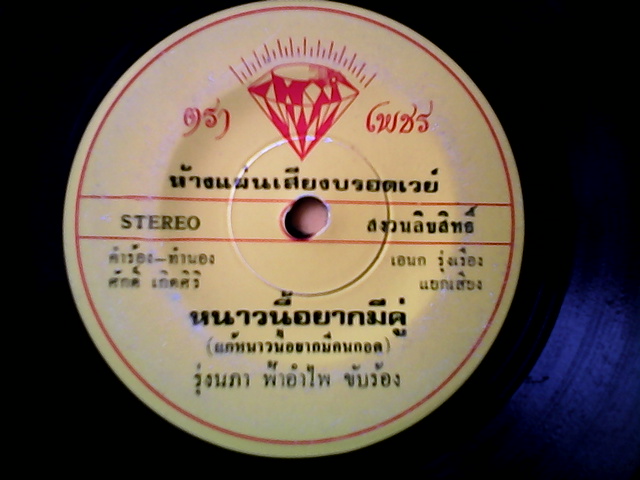 ตรา เพชร
ห้างแผ่นเสียงบรอดเวย์
STEREO สงวนลิขสิทธิ์
คำร้อง-ทำนอง เอนก รุ่งเรือง
ศักดิ์ เกิดศิริ แยกเสียง
หนาวนี้อยากมีคู่
(แก้หนาวนี้อยากมีคนกอด)
รุ่งนภา ฟ้าอำไพ ขับร้อง